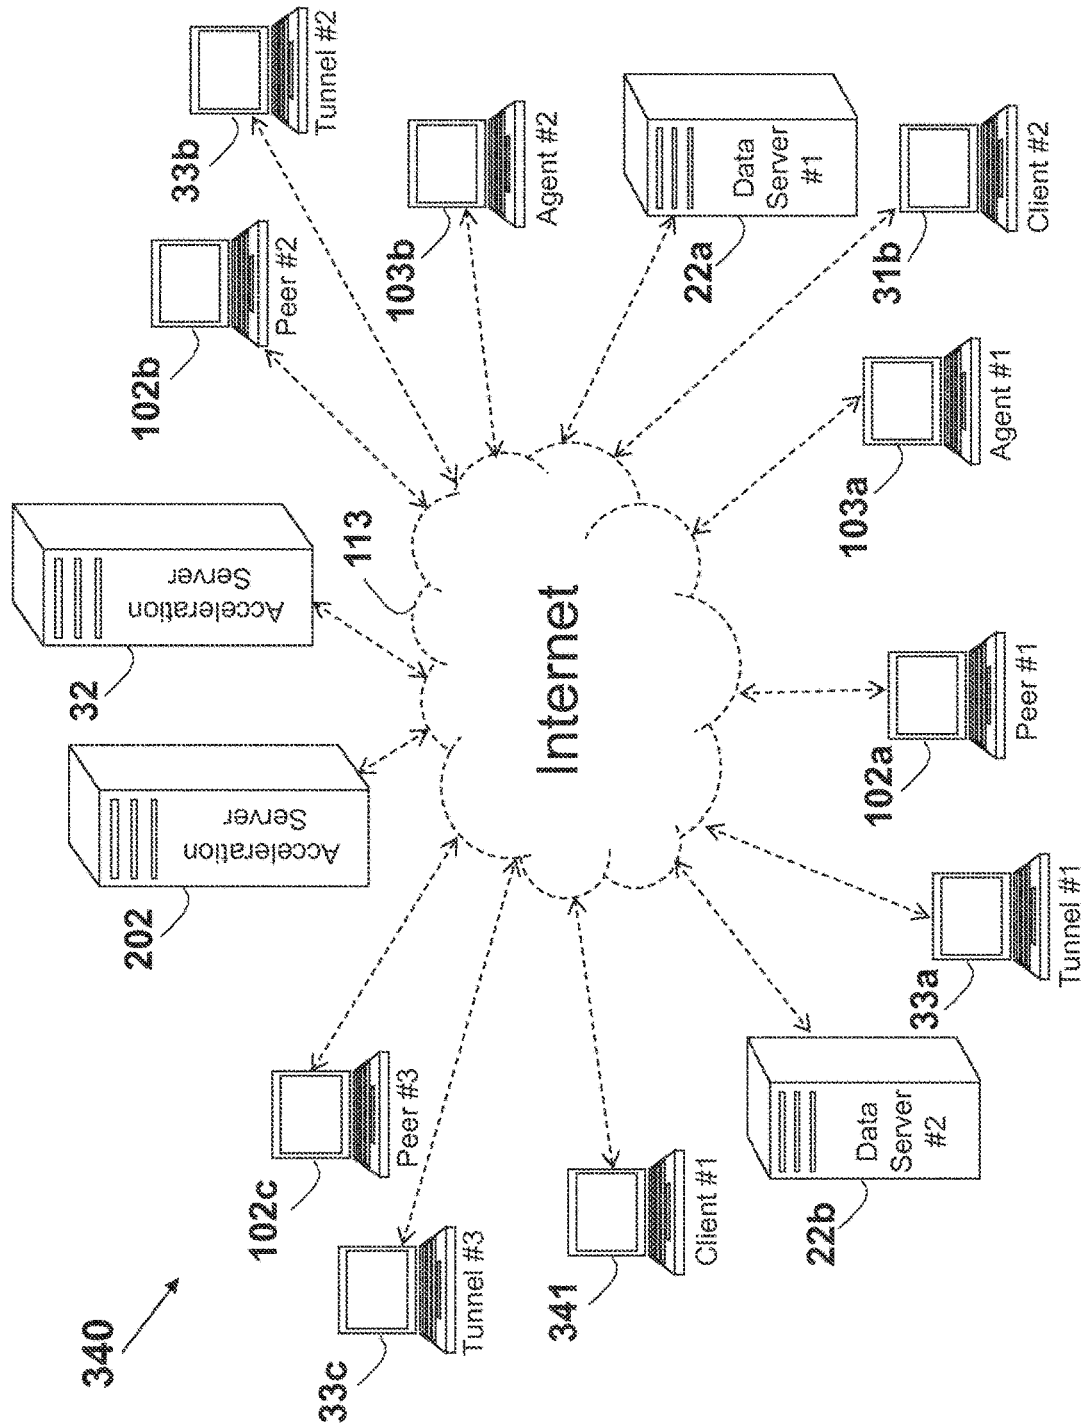 340
202
Acceleration
Server
32
Acceleration
Server
102b
Peer #2
33b
Tunnel #2
33c
Tunnel #3
102c
Peer #3
113
103b
Agent #2
341
Client #1
Internet
22a
Data
Server
#1
22b
Data
Server
#2
33a
Tunnel #1
102a
Peer #1
103a
Agent #1
31b
Client #2